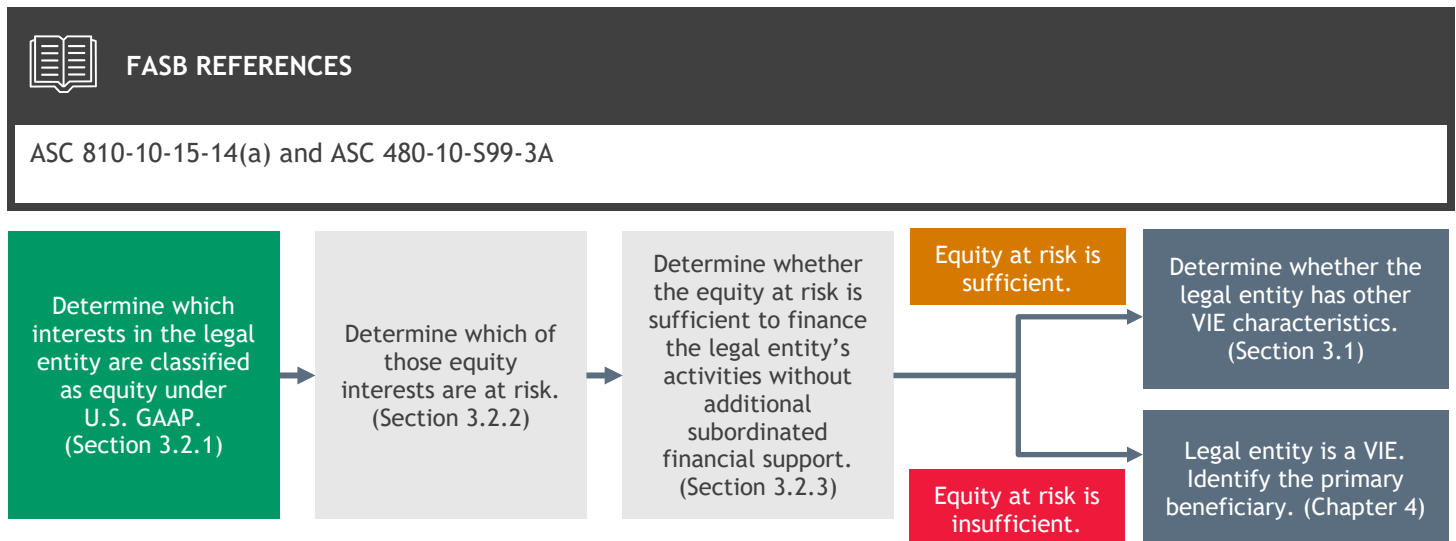 FASB REFERENCES
ASC 810-10-15-14(a) and ASC 480-10-S99-3A
Determine which
interests in the legal
entity are classified
as equity under
U.S. GAAP.
(Section 3.2.1)
Determine which of
those equity
interests are at risk.
(Section 3.2.2)
Determine whether
the equity at risk is
sufficient to finance
the legal entity’s
activities without
additional
subordinated
financial support.
(Section 3.2.3)
Equity at risk is
sufficient.
Determine whether the
legal entity has other
VIE characteristics.
(Section 3.1)
Equity at risk is
insufficient.
Legal entity is a VIE.
Identify the primary
beneficiary. (Chapter 4)